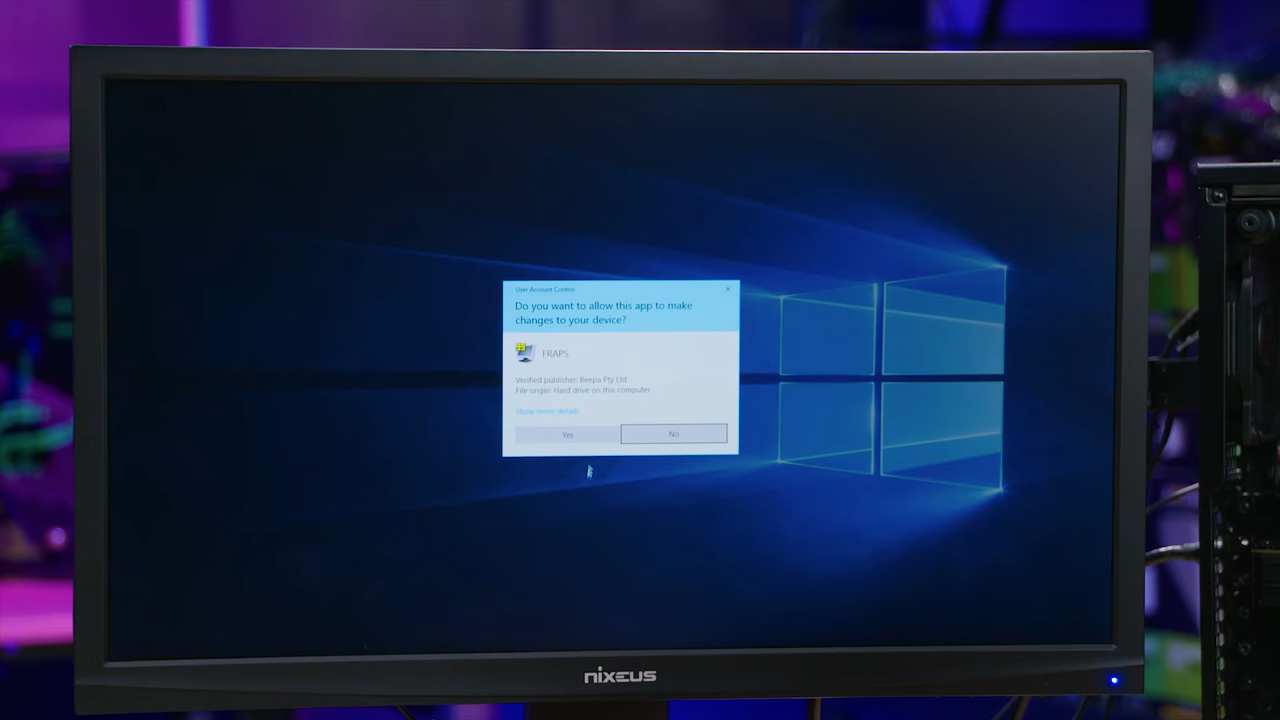 User Account Control
Do you want to allow this app to make
changes to your device?
FRAPS
Verified publisher: Beepa Pty Ltd
File origin: Hard drive on this computer
Show more details
Yes
No
nixeus